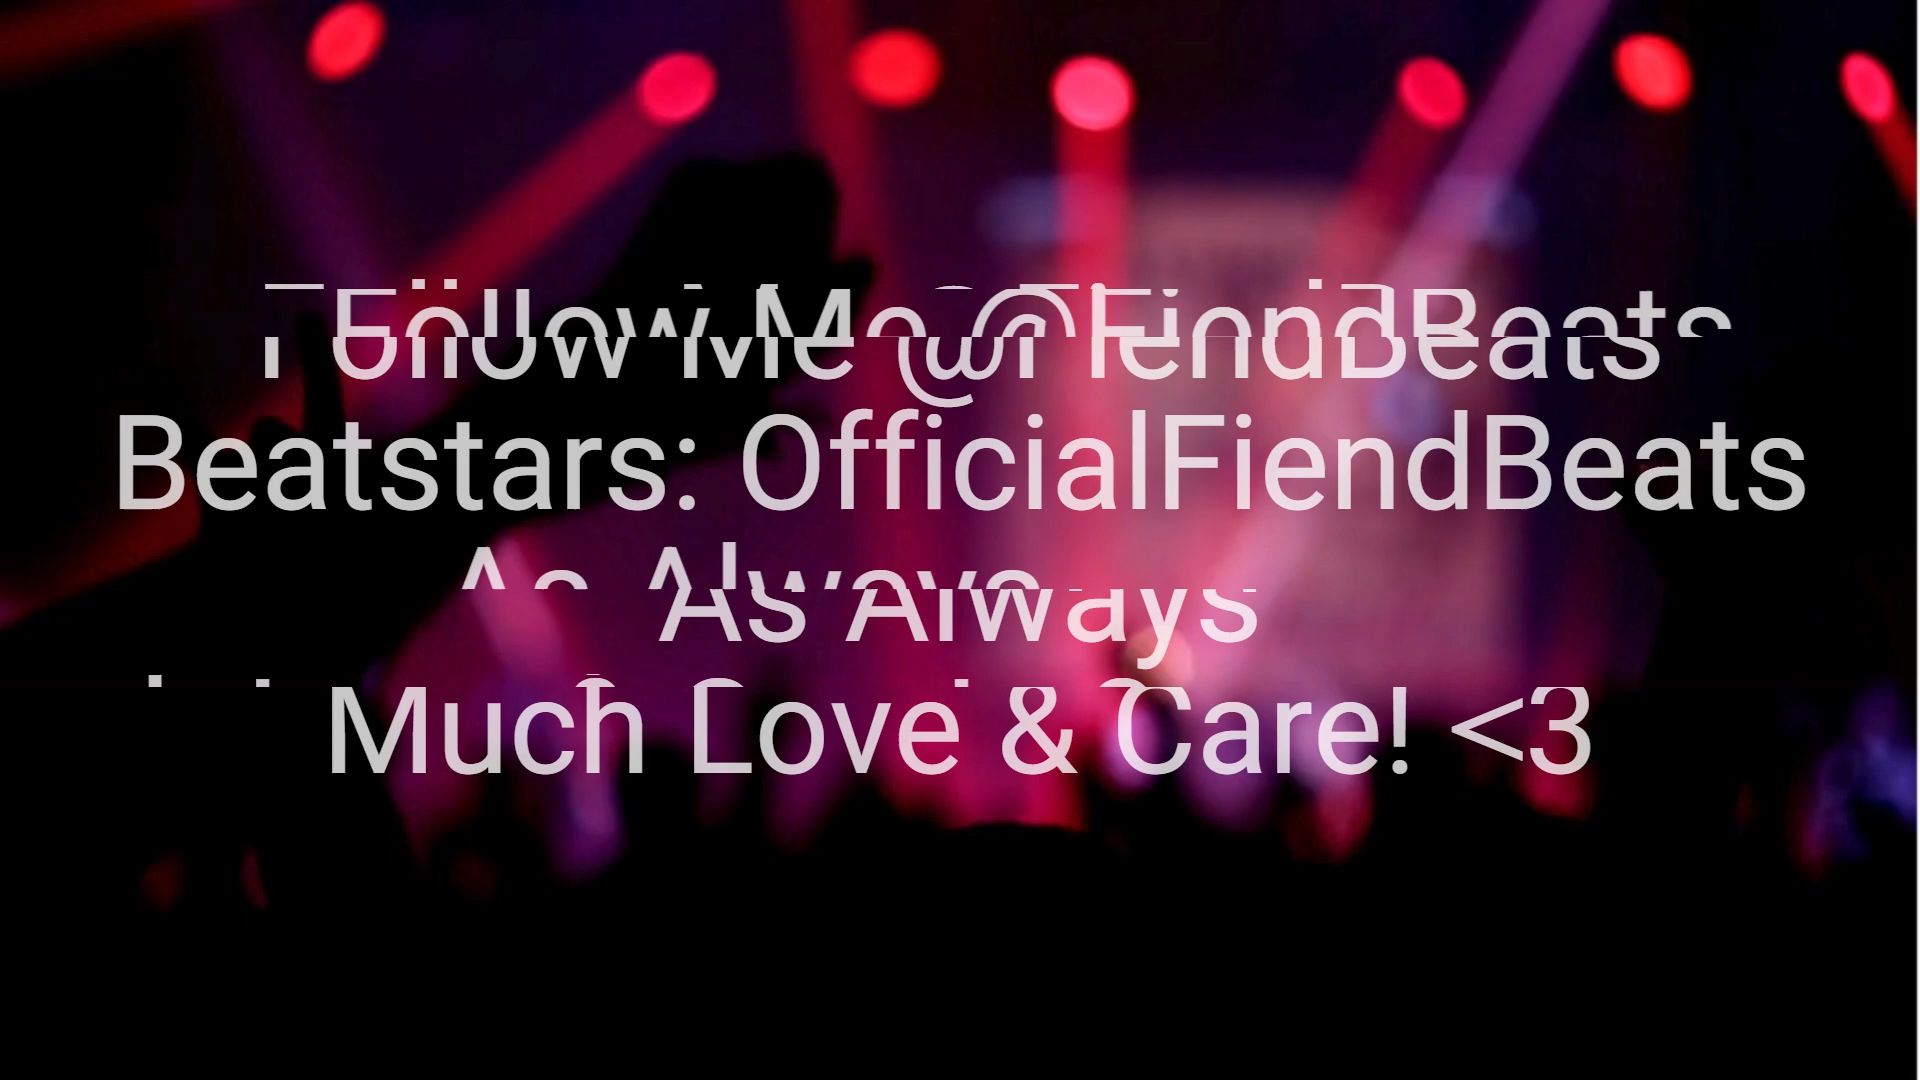 Follow Me @FiendBeats
Beatstars: OfficialFiendBeats
As Always
Much Love & Care! <3